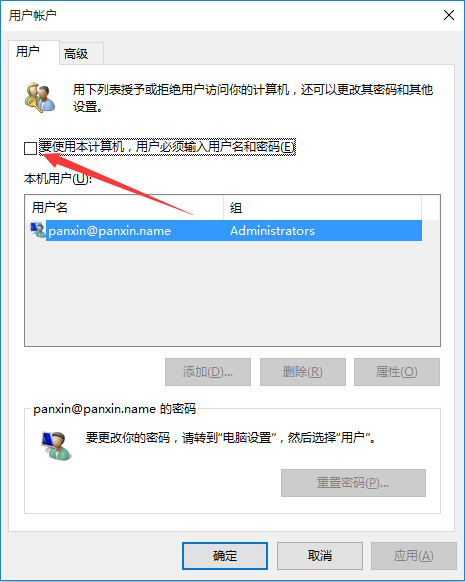 用户帐户
用户
高级
用下列表授予或拒绝用户访问你的计算机，还可以更改其密码和其他
设置。
要使用本计算机，用户必须输入用户名和密码(E)
本机用户(U):
用户名 组
panxin@panxin.name Administrators
添加(D)... 删除(R) 属性(O)
panxin@panxin.name 的密码
要更改你的密码，请转到"电脑设置"，然后选择"用户"。
重置密码(P)...
确定 取消 应用(A)